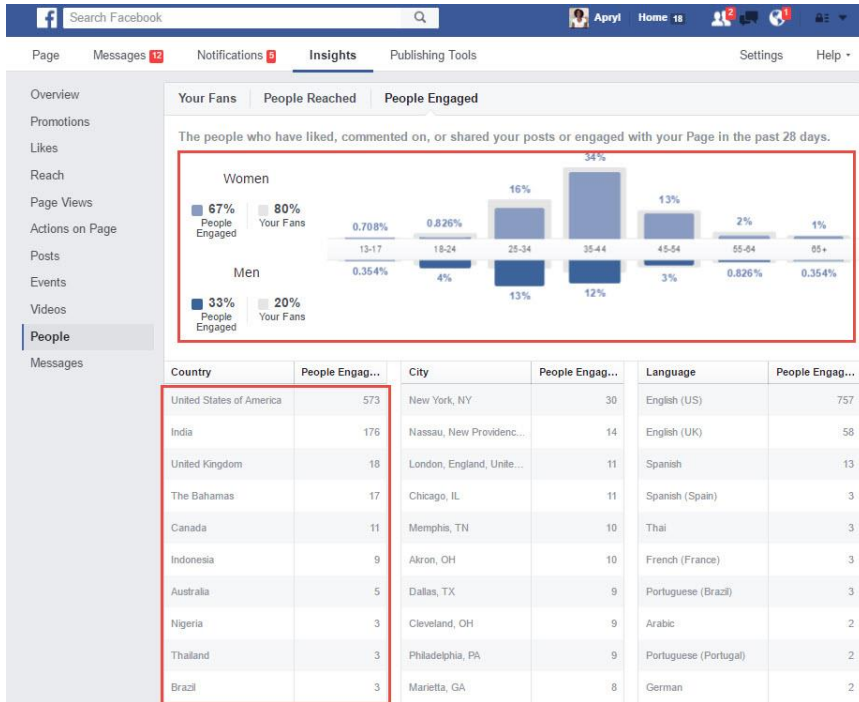 f Search Facebook Apryl Home 18 2 1
Page Messages 12 Notifications 5 Insights Publishing Tools Settings Help
Overview
Promotions
Likes
Reach
Page Views
Actions on Page
Posts
Events
Videos
People
Messages
Your Fans People Reached People Engaged
The people who have liked, commented on, or shared your posts or engaged with your Page in the past 28 days.
Women
67% 80%
People Engaged Your Fans
0.708% 0.826% 16% 34% 13% 2% 1%
13-17 18-24 25-34 35-44 45-54 55-64 65+
0.354% 4% 13% 12% 3% 0.826% 0.354%
Men
33% 20%
People Engaged Your Fans
Country People Engag... City People Engag... Language People Engag...
United States of America 573 New York, NY 30 English (US) 757
India 176 Nassau, New Providenc... 14 English (UK) 58
United Kingdom 18 London, England, Unite... 11 Spanish 13
The Bahamas 17 Chicago, IL 11 Spanish (Spain) 3
Canada 11 Memphis, TN 10 Thai 3
Indonesia 9 Akron, OH 10 French (France) 3
Australia 5 Dallas, TX 9 Portuguese (Brazil) 3
Nigeria 3 Cleveland, OH 9 Arabic 2
Thailand 3 Philadelphia, PA 9 Portuguese (Portugal) 2
Brazil 3 Marietta, GA 8 German 2